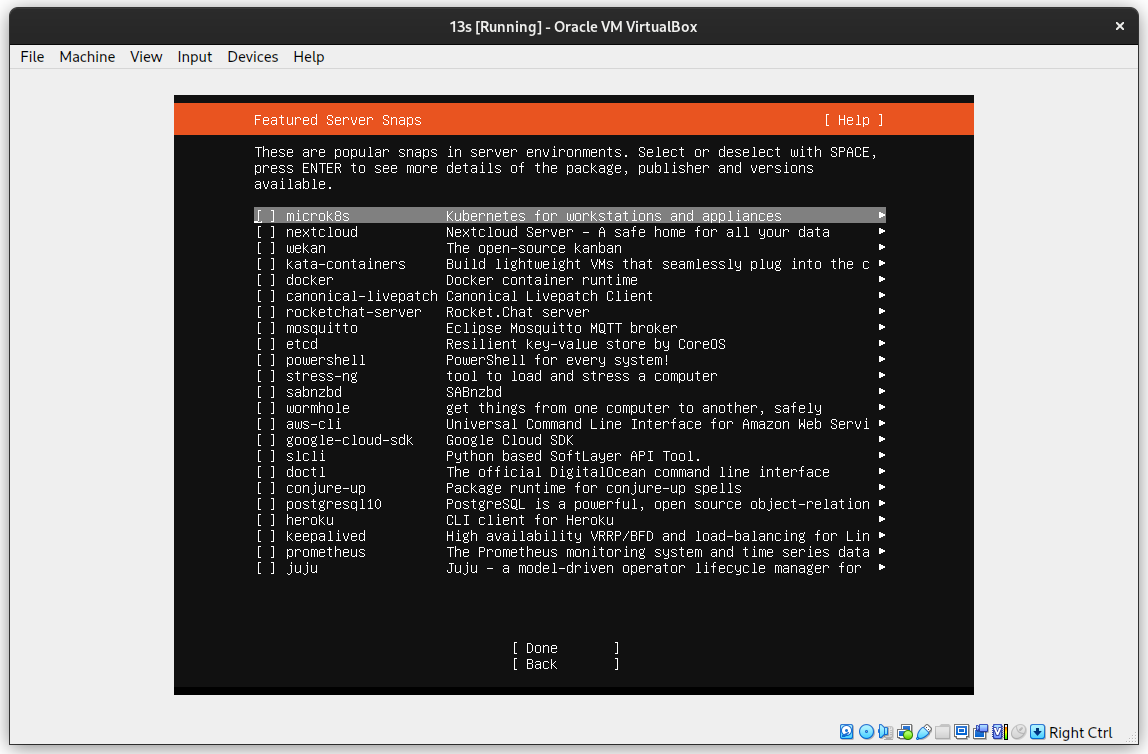 13s [Running] - Oracle VM VirtualBox
File Machine View Input Devices Help
Featured Server Snaps [ Help ]
These are popular snaps in server environments. Select or deselect with SPACE,
press ENTER to see more details of the package, publisher and versions
available.
[ ] microk8s Kubernetes for workstations and appliances
[ ] nextcloud Nextcloud Server - A safe home for all your data
[ ] wekan The open-source kanban
[ ] kata-containers Build lightweight VMs that seamlessly plug into the c
[ ] docker Docker container runtime
[ ] canonical-livepatch Canonical Livepatch Client
[ ] rocketchat-server Rocket.Chat server
[ ] mosquitto Eclipse Mosquitto MQTT broker
[ ] etcd Resilient key-value store by CoreOS
[ ] powershell PowerShell for every system!
[ ] stress-ng tool to load and stress a computer
[ ] sabnzbd SABnzbd
[ ] wormhole get things from one computer to another, safely
[ ] aws-cli Universal Command Line Interface for Amazon Web Servi
[ ] google-cloud-sdk Google Cloud SDK
[ ] slcli Python based SoftLayer API Tool.
[ ] doctl The official DigitalOcean command line interface
[ ] conjure-up Package runtime for conjure-up spells
[ ] postgresql10 PostgreSQL is a powerful, open source object-relation
[ ] heroku CLI client for Heroku
[ ] keepalived High availability VRRP/BFD and load-balancing for Lin
[ ] prometheus The Prometheus monitoring system and time series data
[ ] juju Juju - a model-driven operator lifecycle manager for
[ Done ]
[ Back ]
Right Ctrl